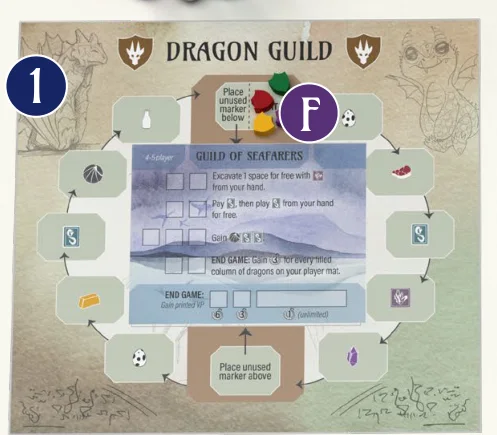 DRAGON GUILD
1
F
Place
unused
marker
below
4-5 player
GUILD OF SEAFARERS
Excavate 1 space for free with
from your hand.
Pay , then play from your hand
for free.
Gain
END GAME: Gain 3 for every filled
column of dragons on your player mat.
END GAME:
Gain printed VP
6 3 1 (unlimited)
Place unused
marker above